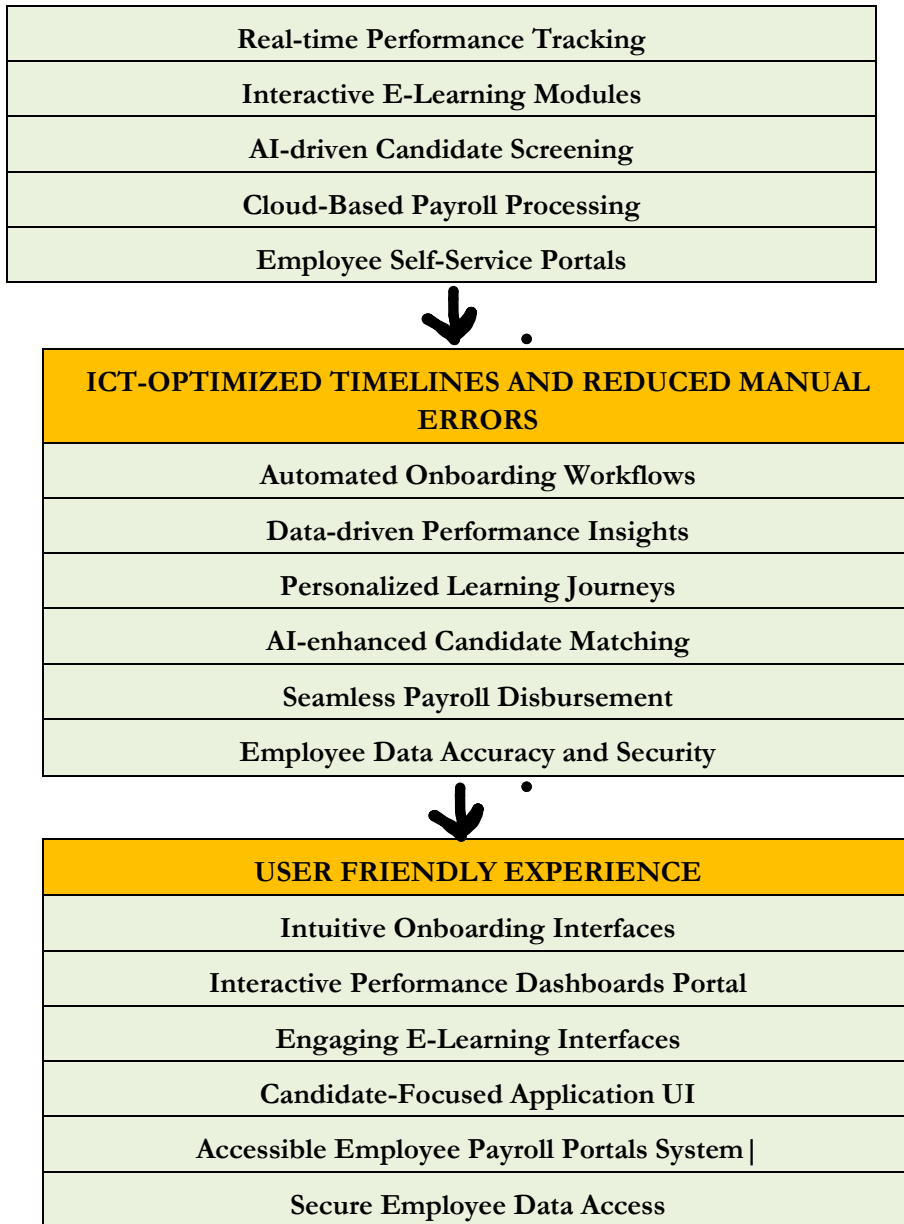 Real-time Performance Tracking
Interactive E-Learning Modules
AI-driven Candidate Screening
Cloud-Based Payroll Processing
Employee Self-Service Portals
ICT-OPTIMIZED TIMELINES AND REDUCED MANUAL
ERRORS
Automated Onboarding Workflows
Data-driven Performance Insights
Personalized Learning Journeys
AI-enhanced Candidate Matching
Seamless Payroll Disbursement
Employee Data Accuracy and Security
USER FRIENDLY EXPERIENCE
Intuitive Onboarding Interfaces
Interactive Performance Dashboards Portal
Engaging E-Learning Interfaces
Candidate-Focused Application UI
Accessible Employee Payroll Portals System|
Secure Employee Data Access